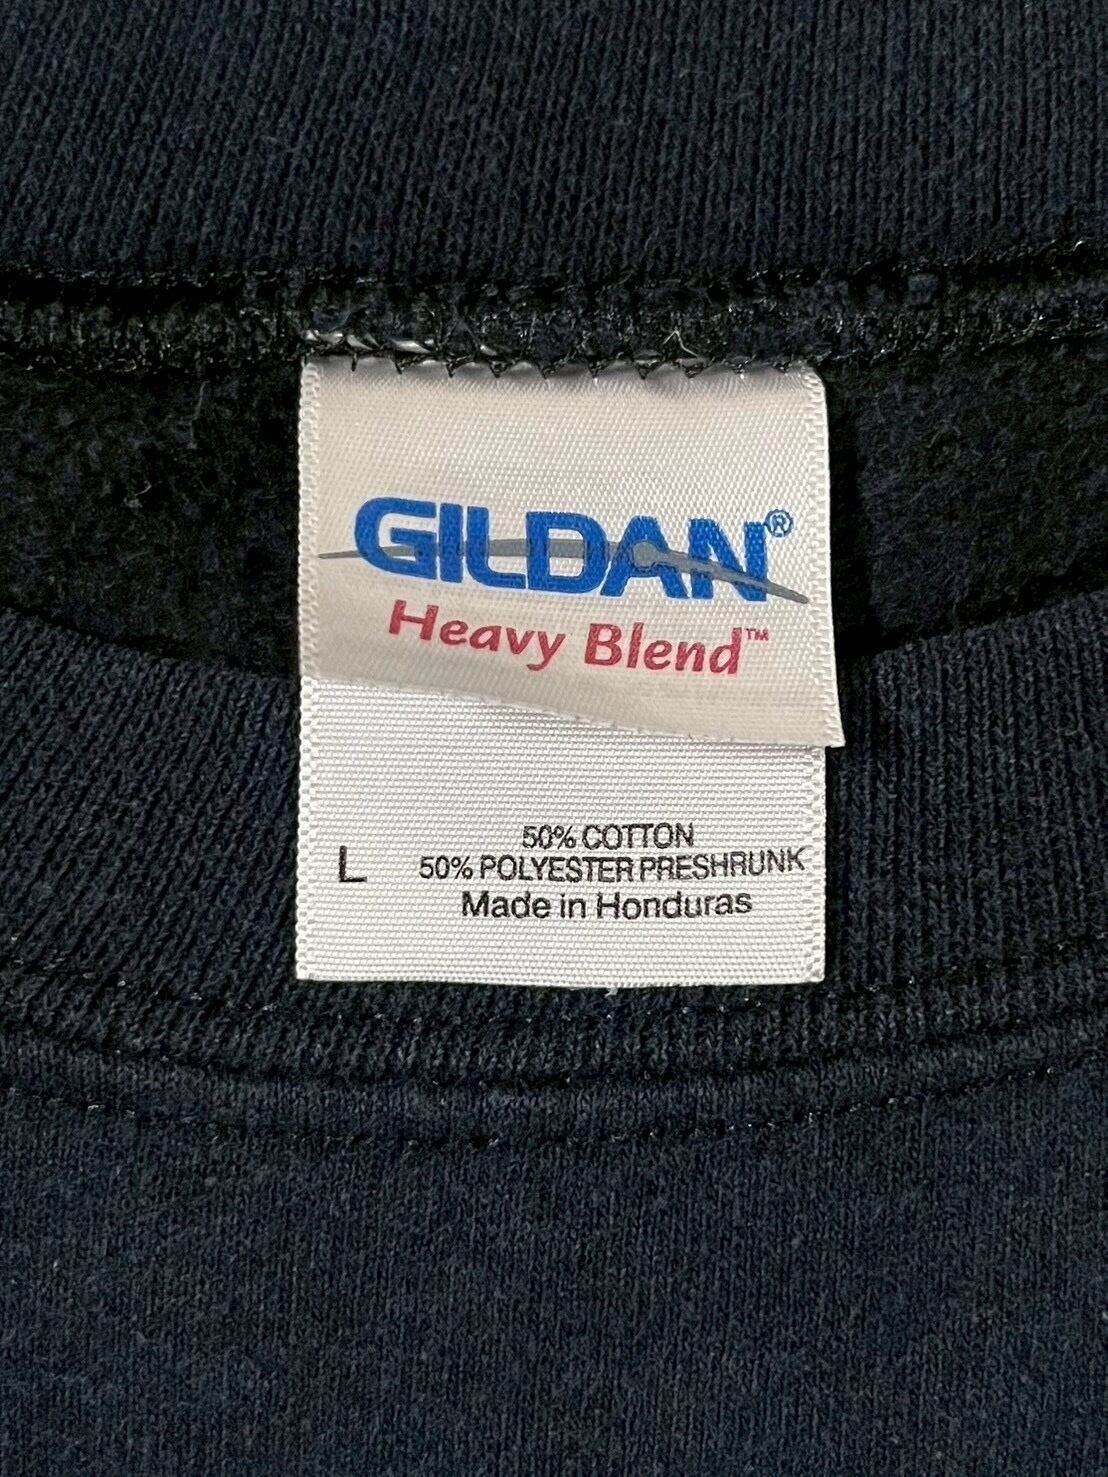 GILDAN®
Heavy Blend™
50% COTTON
L 50% POLYESTER PRESHRUNK
Made in Honduras